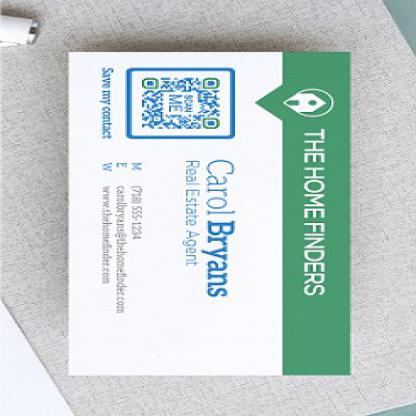 THE HOME FINDERS
Carol Bryans
Real Estate Agent
SCAN
ME
Save my contact
M (718) 555-1234
E carolbryans@thehomefinder.com
W www.thehomefinder.com